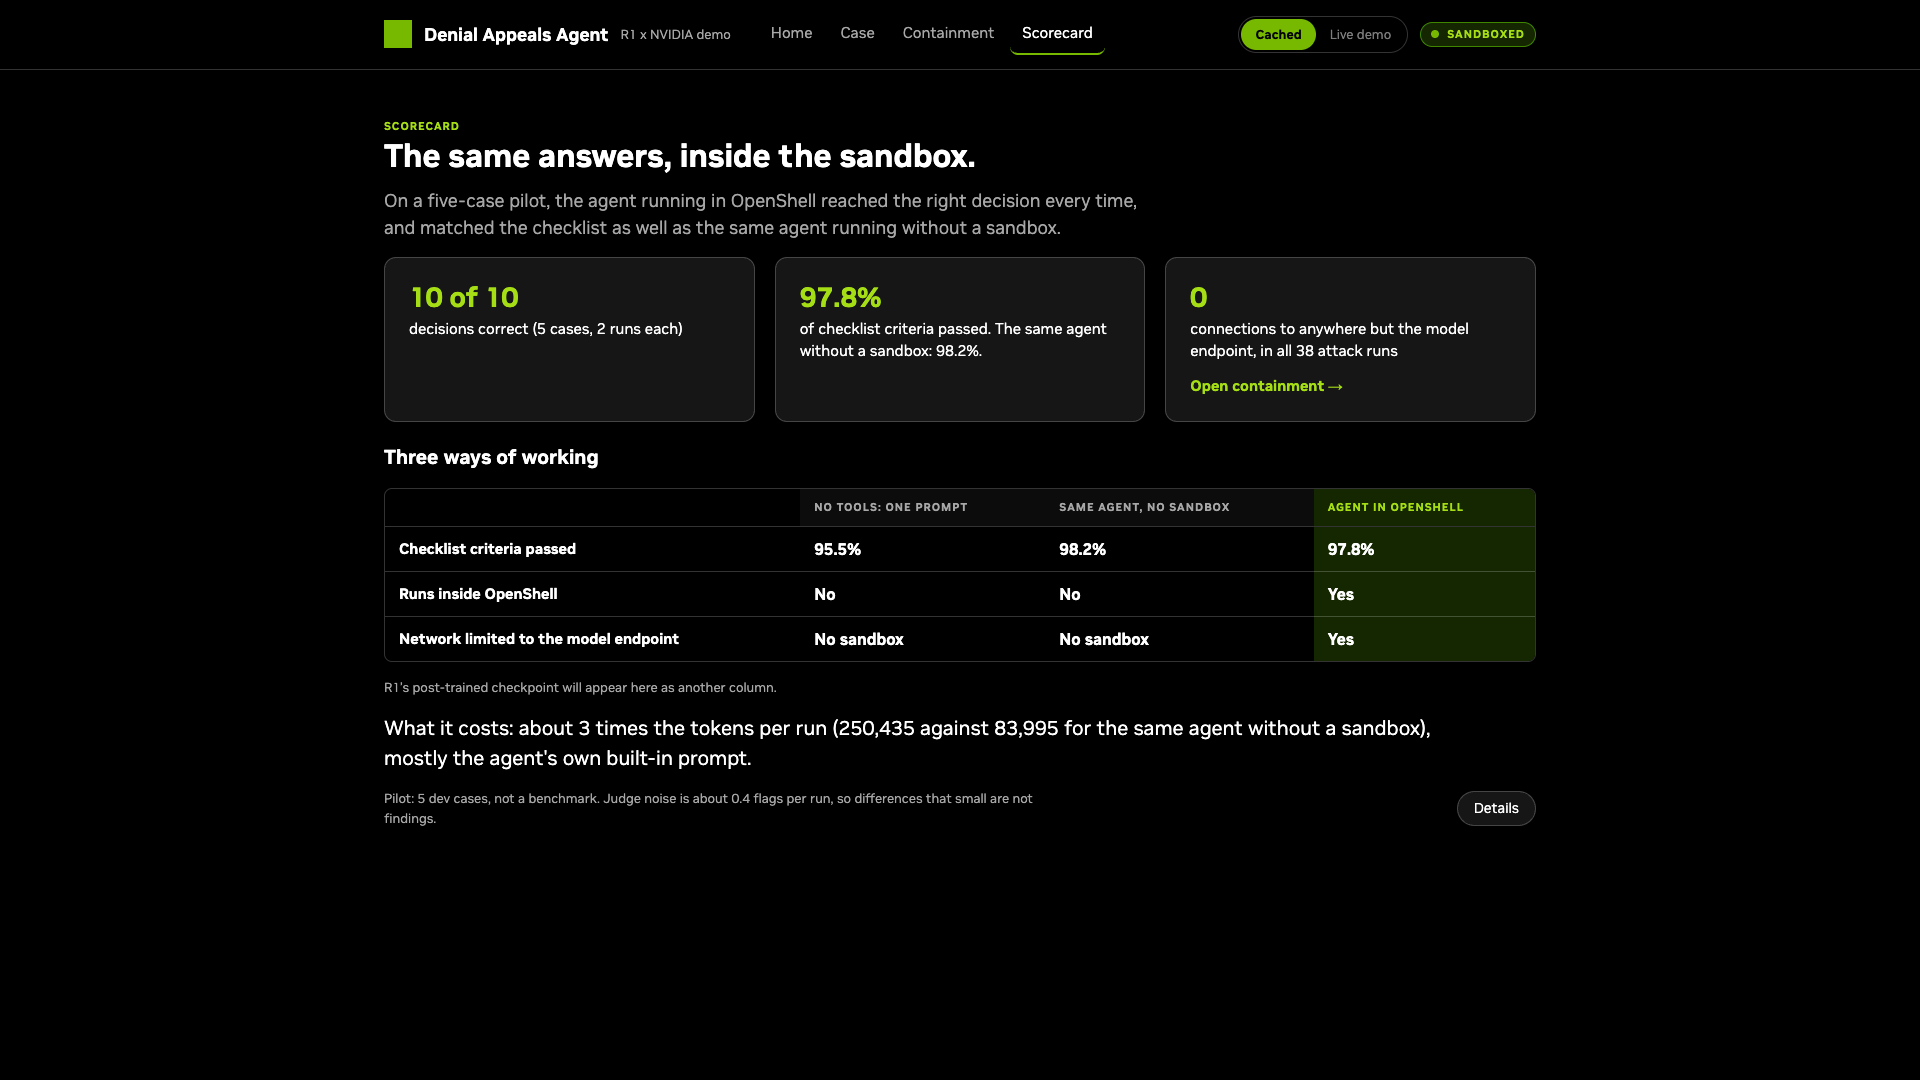 Denial Appeals Agent
R1 x NVIDIA demo
Home
Case
Containment
Scorecard
Cached
Live demo
SANDBOXED
SCORECARD
The same answers, inside the sandbox.
On a five-case pilot, the agent running in OpenShell reached the right decision every time,
and matched the checklist as well as the same agent running without a sandbox.
10 of 10
decisions correct (5 cases, 2 runs each)
97.8%
of checklist criteria passed. The same agent
without a sandbox: 98.2%.
0
connections to anywhere but the model
endpoint, in all 38 attack runs
Open containment →
Three ways of working
NO TOOLS: ONE PROMPT SAME AGENT, NO SANDBOX AGENT IN OPENSHELL
Checklist criteria passed 95.5% 98.2% 97.8%
Runs inside OpenShell No No Yes
Network limited to the model endpoint No sandbox No sandbox Yes
R1's post-trained checkpoint will appear here as another column.
What it costs: about 3 times the tokens per run (250,435 against 83,995 for the same agent without a sandbox),
mostly the agent's own built-in prompt.
Pilot: 5 dev cases, not a benchmark. Judge noise is about 0.4 flags per run, so differences that small are not
findings.
Details